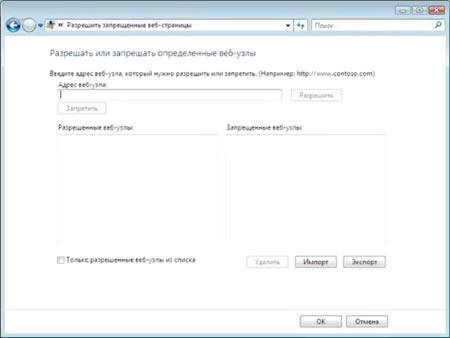 « Разрешить запрещенные веб-страницы
Поиск
Разрешать или запрещать определенные веб-узлы
Введите адрес веб-узла, который нужно разрешить или запретить. (Например: http://www.contoso.com)
Адрес веб-узла:
Разрешить
Запретить
Разрешенные веб-узлы: Запрещенные веб-узлы:
Только разрешенные веб-узлы из списка Удалить Импорт Экспорт
ОК Отмена